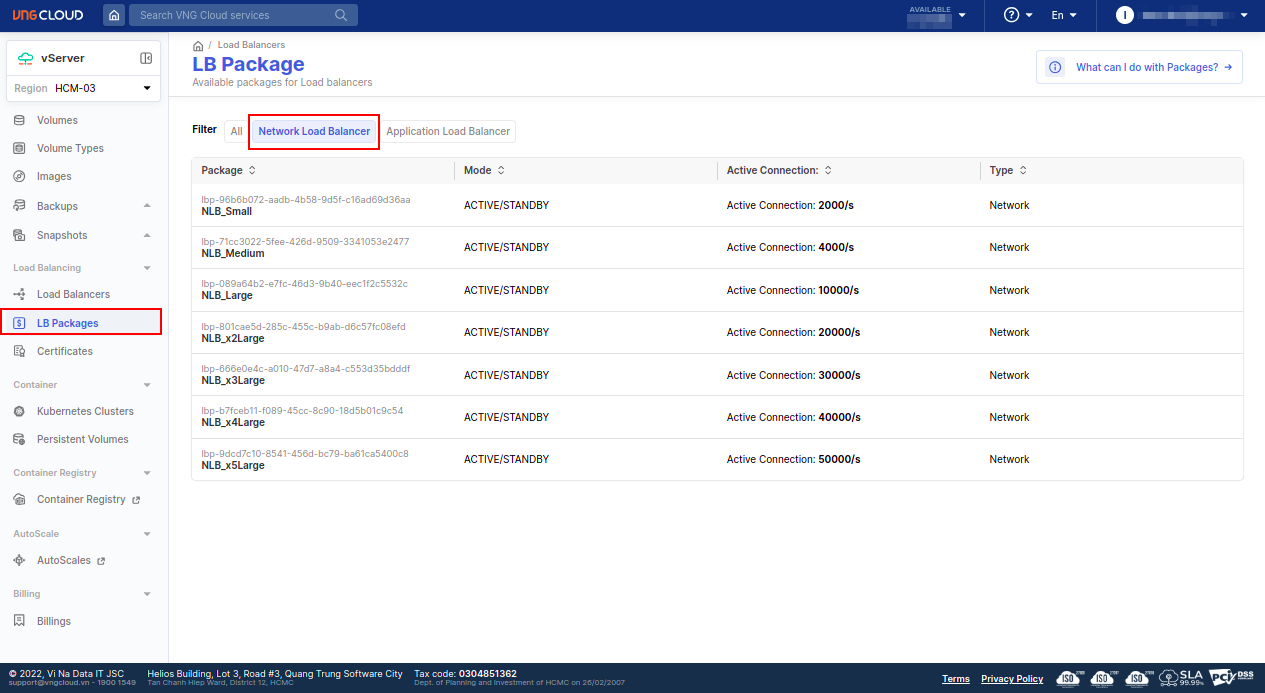 VNGCLOUD
Search VNG Cloud services
AVAILABLE
En
I
vServer
Region HCM-03
Volumes
Volume Types
Images
Backups
Snapshots
Load Balancing
Load Balancers
LB Packages
Certificates
Container
Kubernetes Clusters
Persistent Volumes
Container Registry
Container Registry
AutoScale
AutoScales
Billing
Billings
/ Load Balancers
LB Package
Available packages for Load balancers
What can I do with Packages?
Filter All Network Load Balancer Application Load Balancer
Package Mode Active Connection: Type
lbp-96b6b072-aadb-4b58-9d5f-c16ad69d36aa
NLB_Small ACTIVE/STANDBY Active Connection: 2000/s Network
lbp-71cc3022-5fee-426d-9509-3341053e2477
NLB_Medium ACTIVE/STANDBY Active Connection: 4000/s Network
lbp-089a64b2-e7fc-46d3-9b40-eec1f2c5532c
NLB_Large ACTIVE/STANDBY Active Connection: 10000/s Network
lbp-801cae5d-285c-455c-b9ab-d6c57fc08efd
NLB_x2Large ACTIVE/STANDBY Active Connection: 20000/s Network
lbp-666e0e4c-a010-47d7-a8a4-c553d35bdddf
NLB_x3Large ACTIVE/STANDBY Active Connection: 30000/s Network
lbp-b7fceb11-f089-45cc-8c90-18d5b01c9c54
NLB_x4Large ACTIVE/STANDBY Active Connection: 40000/s Network
lbp-9dcd7c10-8541-456d-bc79-ba61ca5400c8
NLB_x5Large ACTIVE/STANDBY Active Connection: 50000/s Network
© 2022, Vi Na Data IT JSC
support@vngcloud.vn - 1900 1549
Helios Building, Lot 3, Road #3, Quang Trung Software City
Tan Chanh Hiep Ward, District 12, HCMC
Tax code: 0304851362
Dept. of Planning and Investment of HCMC on 26/02/2007
Terms
Privacy Policy
ISO
ISO
ISO
SLA
99.99%
PCI DSS